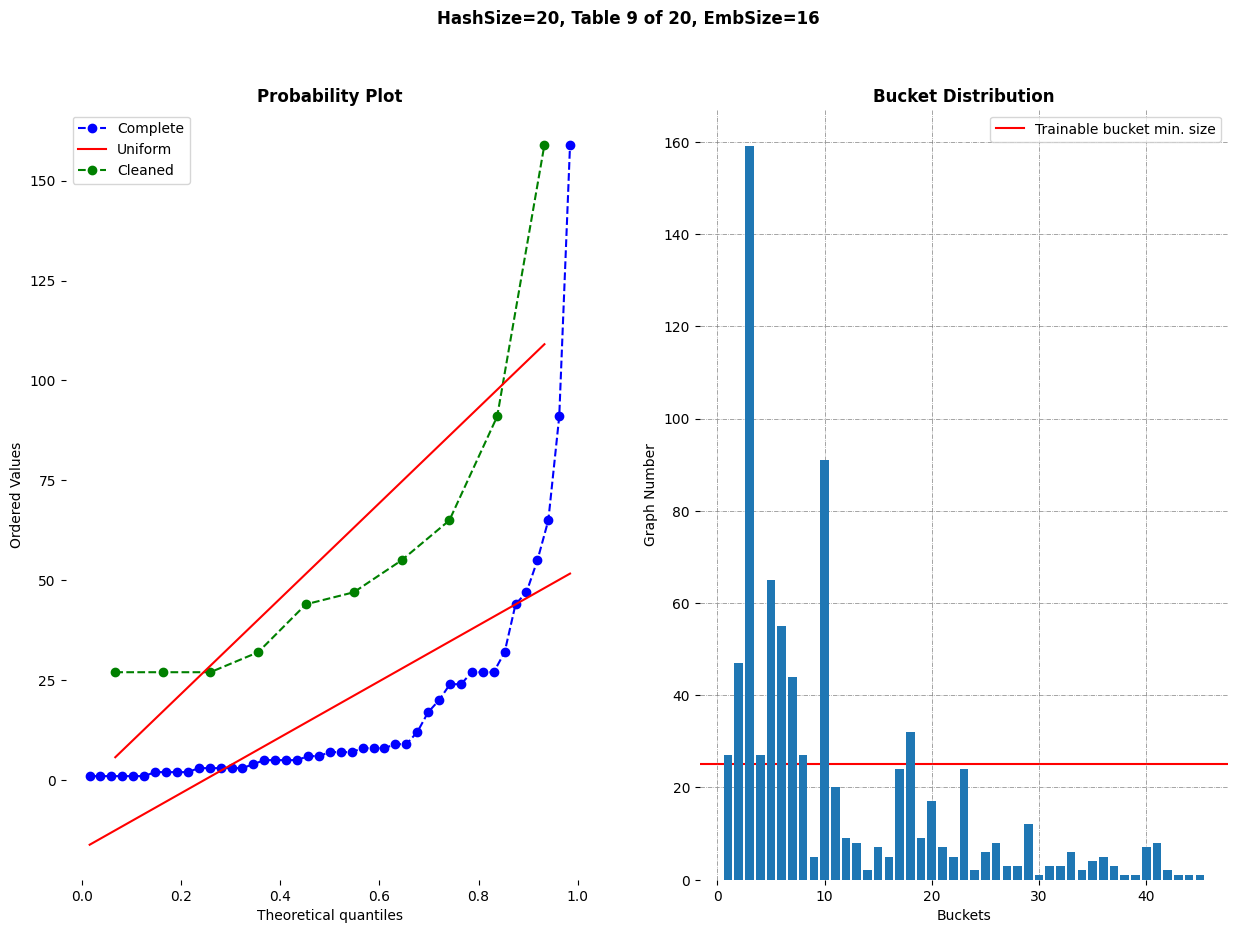 HashSize=20, Table 9 of 20, EmbSize=16
Probability Plot
Complete
Uniform
Cleaned
150
125
100
75
50
25
0
Ordered Values
0.0 0.2 0.4 0.6 0.8 1.0
Theoretical quantiles
Bucket Distribution
Trainable bucket min. size
160
140
120
100
80
60
40
20
0
Graph Number
0 10 20 30 40
Buckets